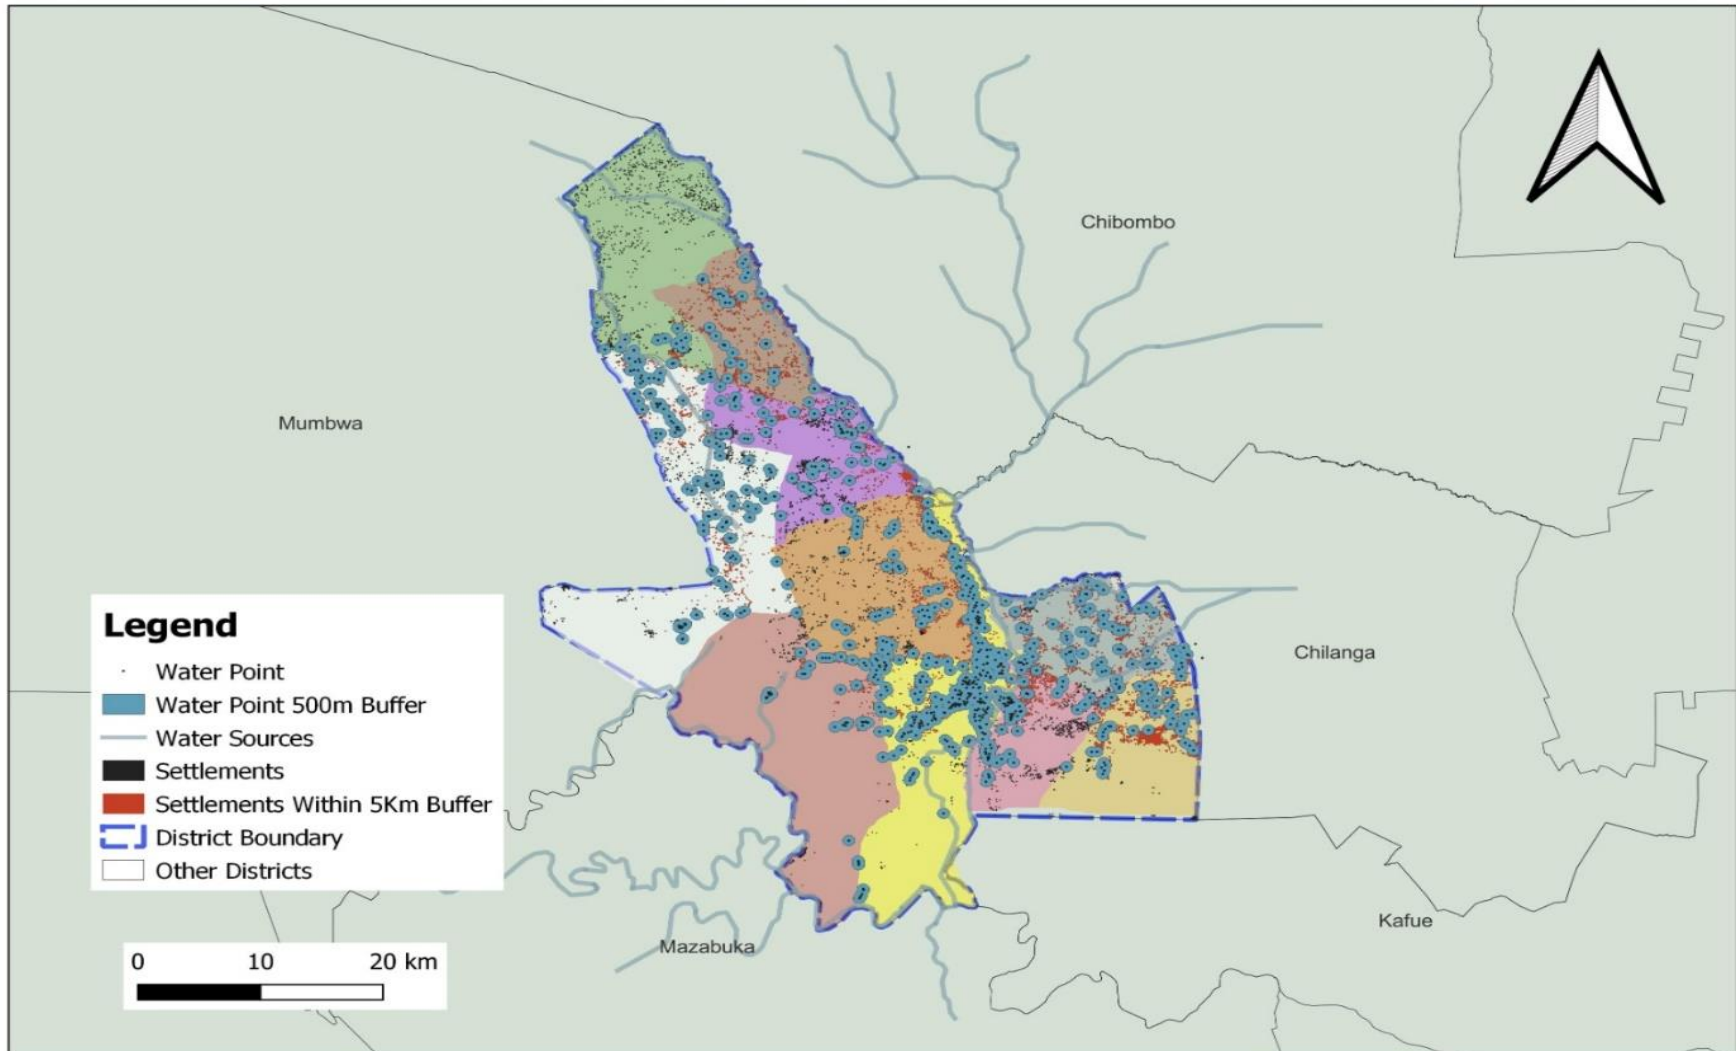 Chibombo
Mumbwa
Chilanga
Legend
Water Point
Water Point 500m Buffer
Water Sources
Settlements
Settlements Within 5Km Buffer
District Boundary
Other Districts
Kafue
Mazabuka
0 10 20 km